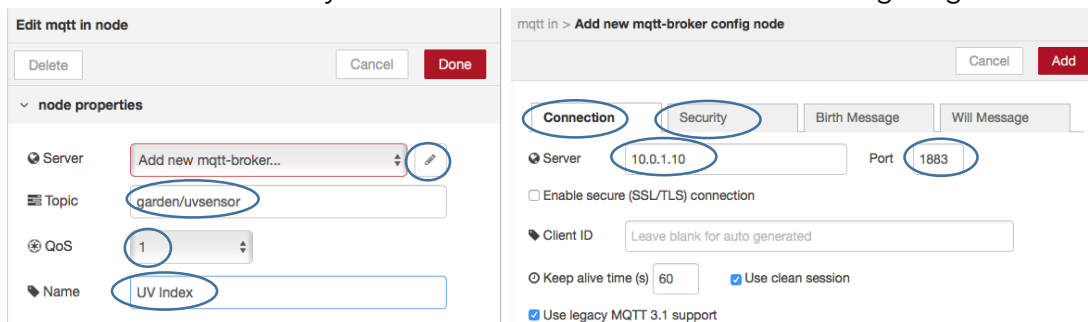 Edit mqtt in node
Delete
Cancel
Done
node properties
Server
Add new mqtt-broker...
Topic
garden/uvsensor
QoS
1
Name
UV Index
mqtt in > Add new mqtt-broker config node
Cancel
Add
Connection
Security
Birth Message
Will Message
Server
10.0.1.10
Port
1883
Enable secure (SSL/TLS) connection
Client ID
Leave blank for auto generated
Keep alive time (s)
60
Use clean session
Use legacy MQTT 3.1 support